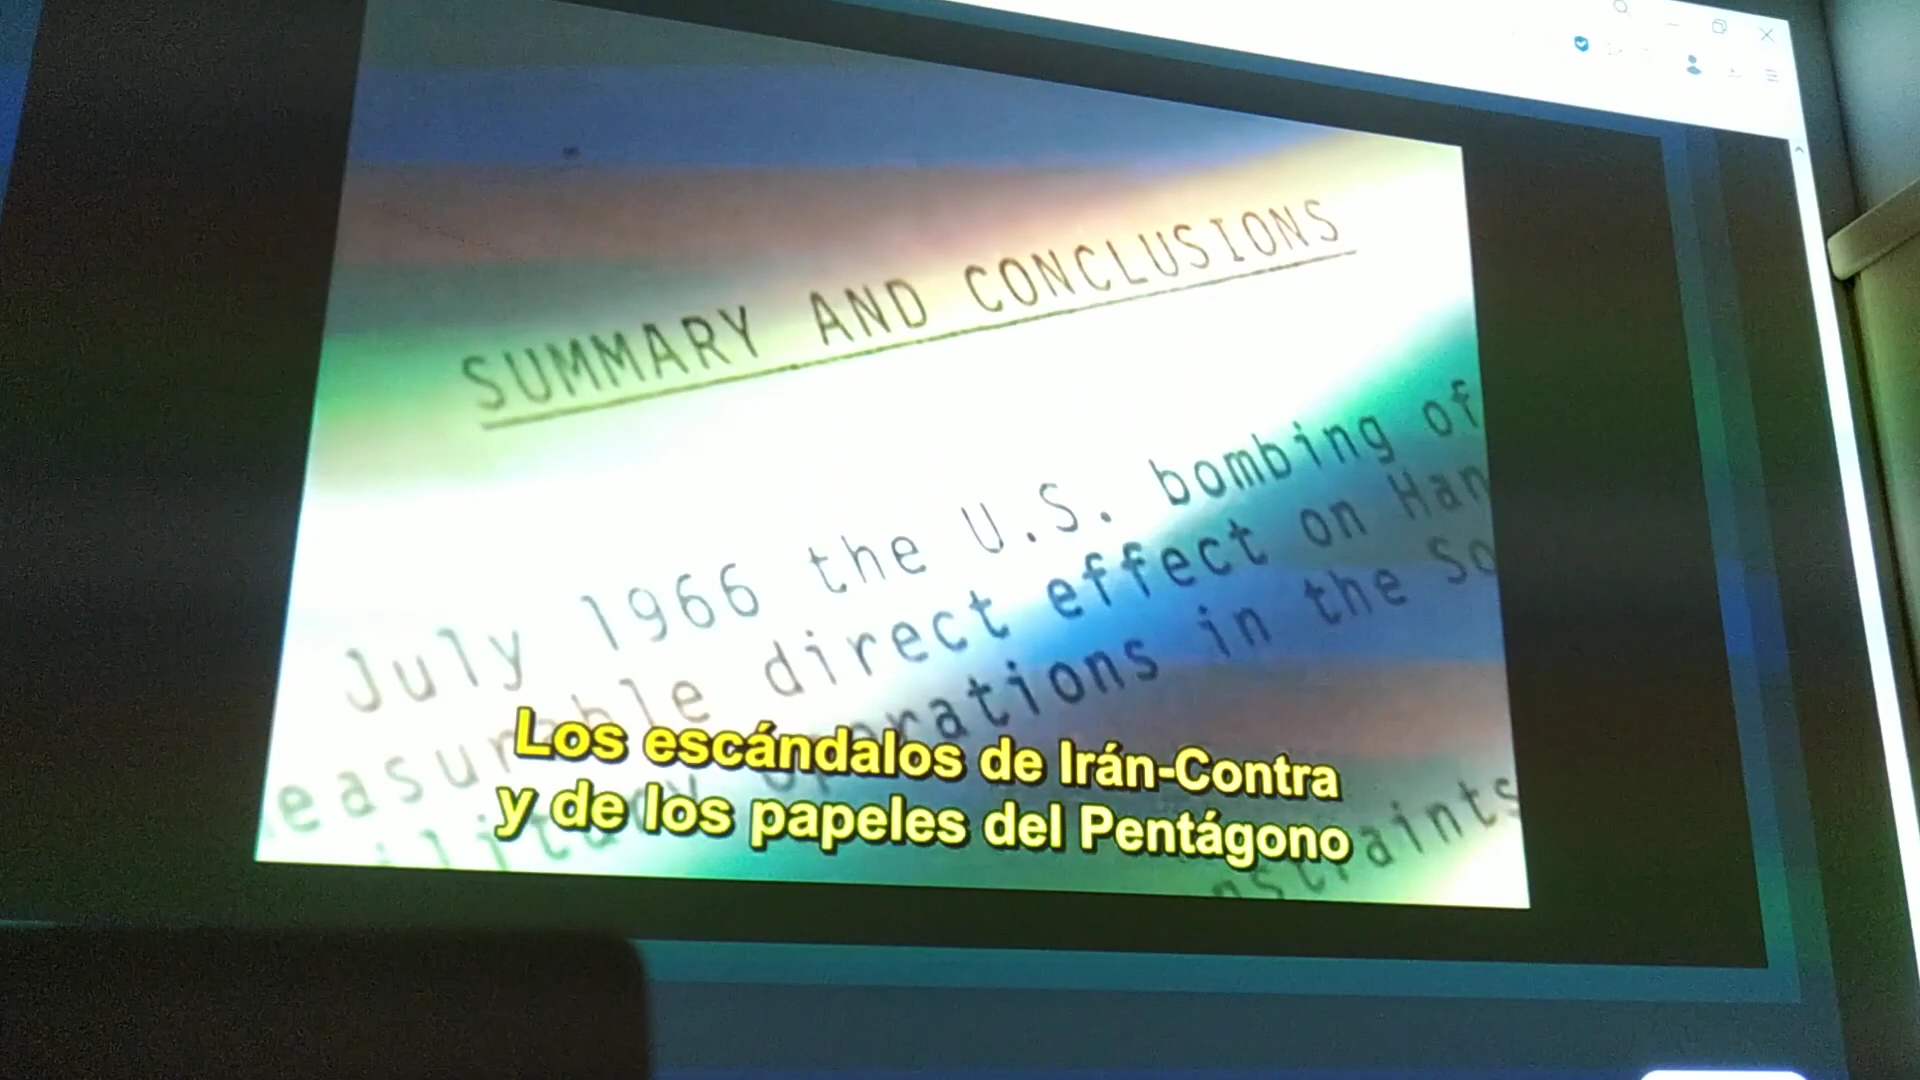 SUMMARY AND CONCLUSIONS
July 1966 the U.S. bombing of
direct effect on
in the
Los escándalos de Irán-Contra
y de los papeles del Pentágono